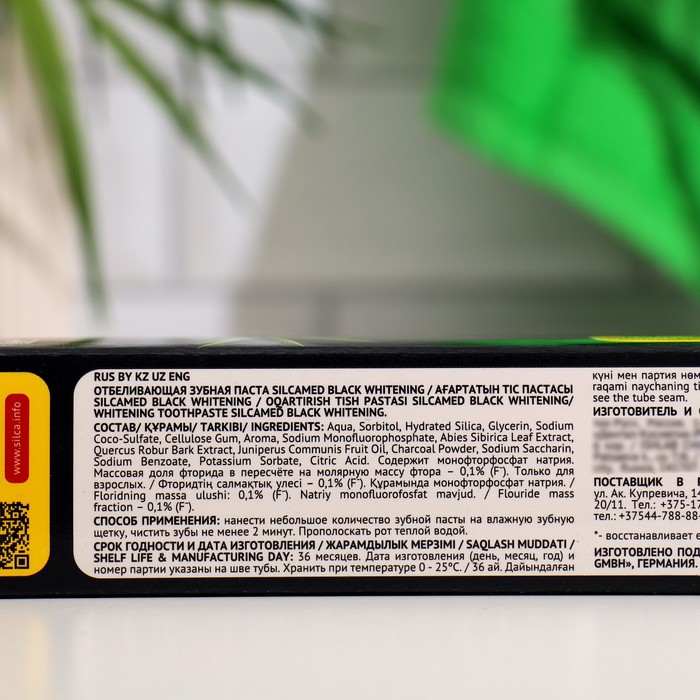 www.silca.info
RUS BY KZ UZ ENG
ОТБЕЛИВАЮЩАЯ ЗУБНАЯ ПАСТА SILCAMED BLACK WHITENING / АҒАРТАТЫН ТІС ПАСТАСЫ
SILCAMED BLACK WHITENING / OQARTIRISH TISH PASTASI SILCAMED BLACK WHITENING/
WHITENING TOOTHPASTE SILCAMED BLACK WHITENING.
СОСТАВ/ ҚҰРАМЫ/ TARKIBI/ INGREDIENTS: Aqua, Sorbitol, Hydrated Silica, Glycerin, Sodium
Coco-Sulfate, Cellulose Gum, Aroma, Sodium Monofluorophosphate, Abies Sibirica Leaf Extract,
Quercus Robur Bark Extract, Juniperus Communis Fruit Oil, Charcoal Powder, Sodium Saccharin,
Sodium Benzoate, Potassium Sorbate, Citric Acid. Содержит монофторфосфат натрия.
Массовая доля фторида в пересчёте на молярную массу фтора – 0,1% (F⁻). Только для
взрослых. / Фторидтің салмақтық үлесі – 0,1% (F⁻). Құрамында монофторфосфат натрия. /
Floridning massa ulushi: 0,1% (F⁻). Natriy monofluorofosfat mavjud. / Flouride mass
fraction – 0,1% (F⁻).
СПОСОБ ПРИМЕНЕНИЯ: нанести небольшое количество зубной пасты на влажную зубную
щетку, чистить зубы не менее 2 минут. Прополоскать рот теплой водой.
СРОК ГОДНОСТИ И ДАТА ИЗГОТОВЛЕНИЯ / ЖАРАМДЫЛЫК МЕРЗІМІ / SAQLASH MUDDATI /
SHELF LIFE & MANUFACTURING DAY: 36 месяцев. Дата изготовления (день, месяц, год) и
номер партии указаны на шве тубы. Хранить при температуре 0 - 25°С. / 36 ай. Дайындалған
күні мен партия нөм
raqami naychaning ti
see the tube seam.
ИЗГОТОВИТЕЛЬ И
ПОСТАВЩИК В Р
ул. Ак. Купревича, 14
20/11. Тел.: +375-17
тел.: +37544-788-88-
*- восстанавливает
ИЗГОТОВЛЕНО ПОД
GMBH», ГЕРМАНИЯ.